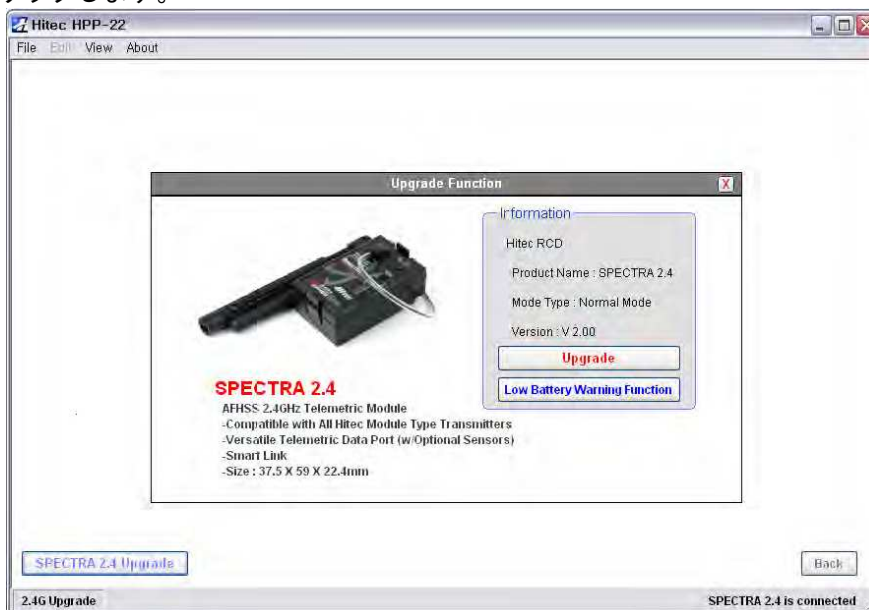 Hitec HPP-22
File Edit View About
Upgrade Function
X
Information
Hitec RCD
Product Name : SPECTRA 2.4
Mode Type : Normal Mode
Version : V 2.00
Upgrade
Low Battery Warning Function
SPECTRA 2.4
AFHSS 2.4GHz Telemetric Module
-Compatible with All Hitec Module Type Transmitters
-Versatile Telemetric Data Port (w/Optional Sensors)
-Smart Link
-Size : 37.5 X 59 X 22.4mm
SPECTRA 2.4 Upgrade
Back
2.4G Upgrade
SPECTRA 2.4 is connected